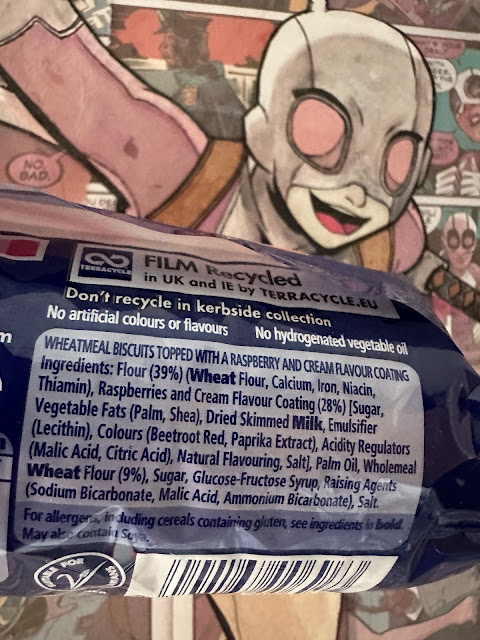 WHAT'S YOUR
NO.
BAD.
TERRACYCLE
FILM Recycled
in UK and IE by TERRACYCLE.EU
Don't recycle in kerbside collection
No artificial colours or flavours No hydrogenated vegetable oil
WHEATMEAL BISCUITS TOPPED WITH A RASPBERRY AND CREAM FLAVOUR COATING
Ingredients: Flour (39%) (Wheat Flour, Calcium, Iron, Niacin,
Thiamin), Raspberries and Cream Flavour Coating (28%) [Sugar,
Vegetable Fats (Palm, Shea), Dried Skimmed Milk, Emulsifier
(Lecithin), Colours (Beetroot Red, Paprika Extract), Acidity Regulators
(Malic Acid, Citric Acid), Natural Flavouring, Salt], Palm Oil, Wholemeal
Wheat Flour (9%), Sugar, Glucose-Fructose Syrup, Raising Agents
(Sodium Bicarbonate, Malic Acid, Ammonium Bicarbonate), Salt.
For allergens, including cereals containing gluten, see ingredients in bold.
May also contain Soya.